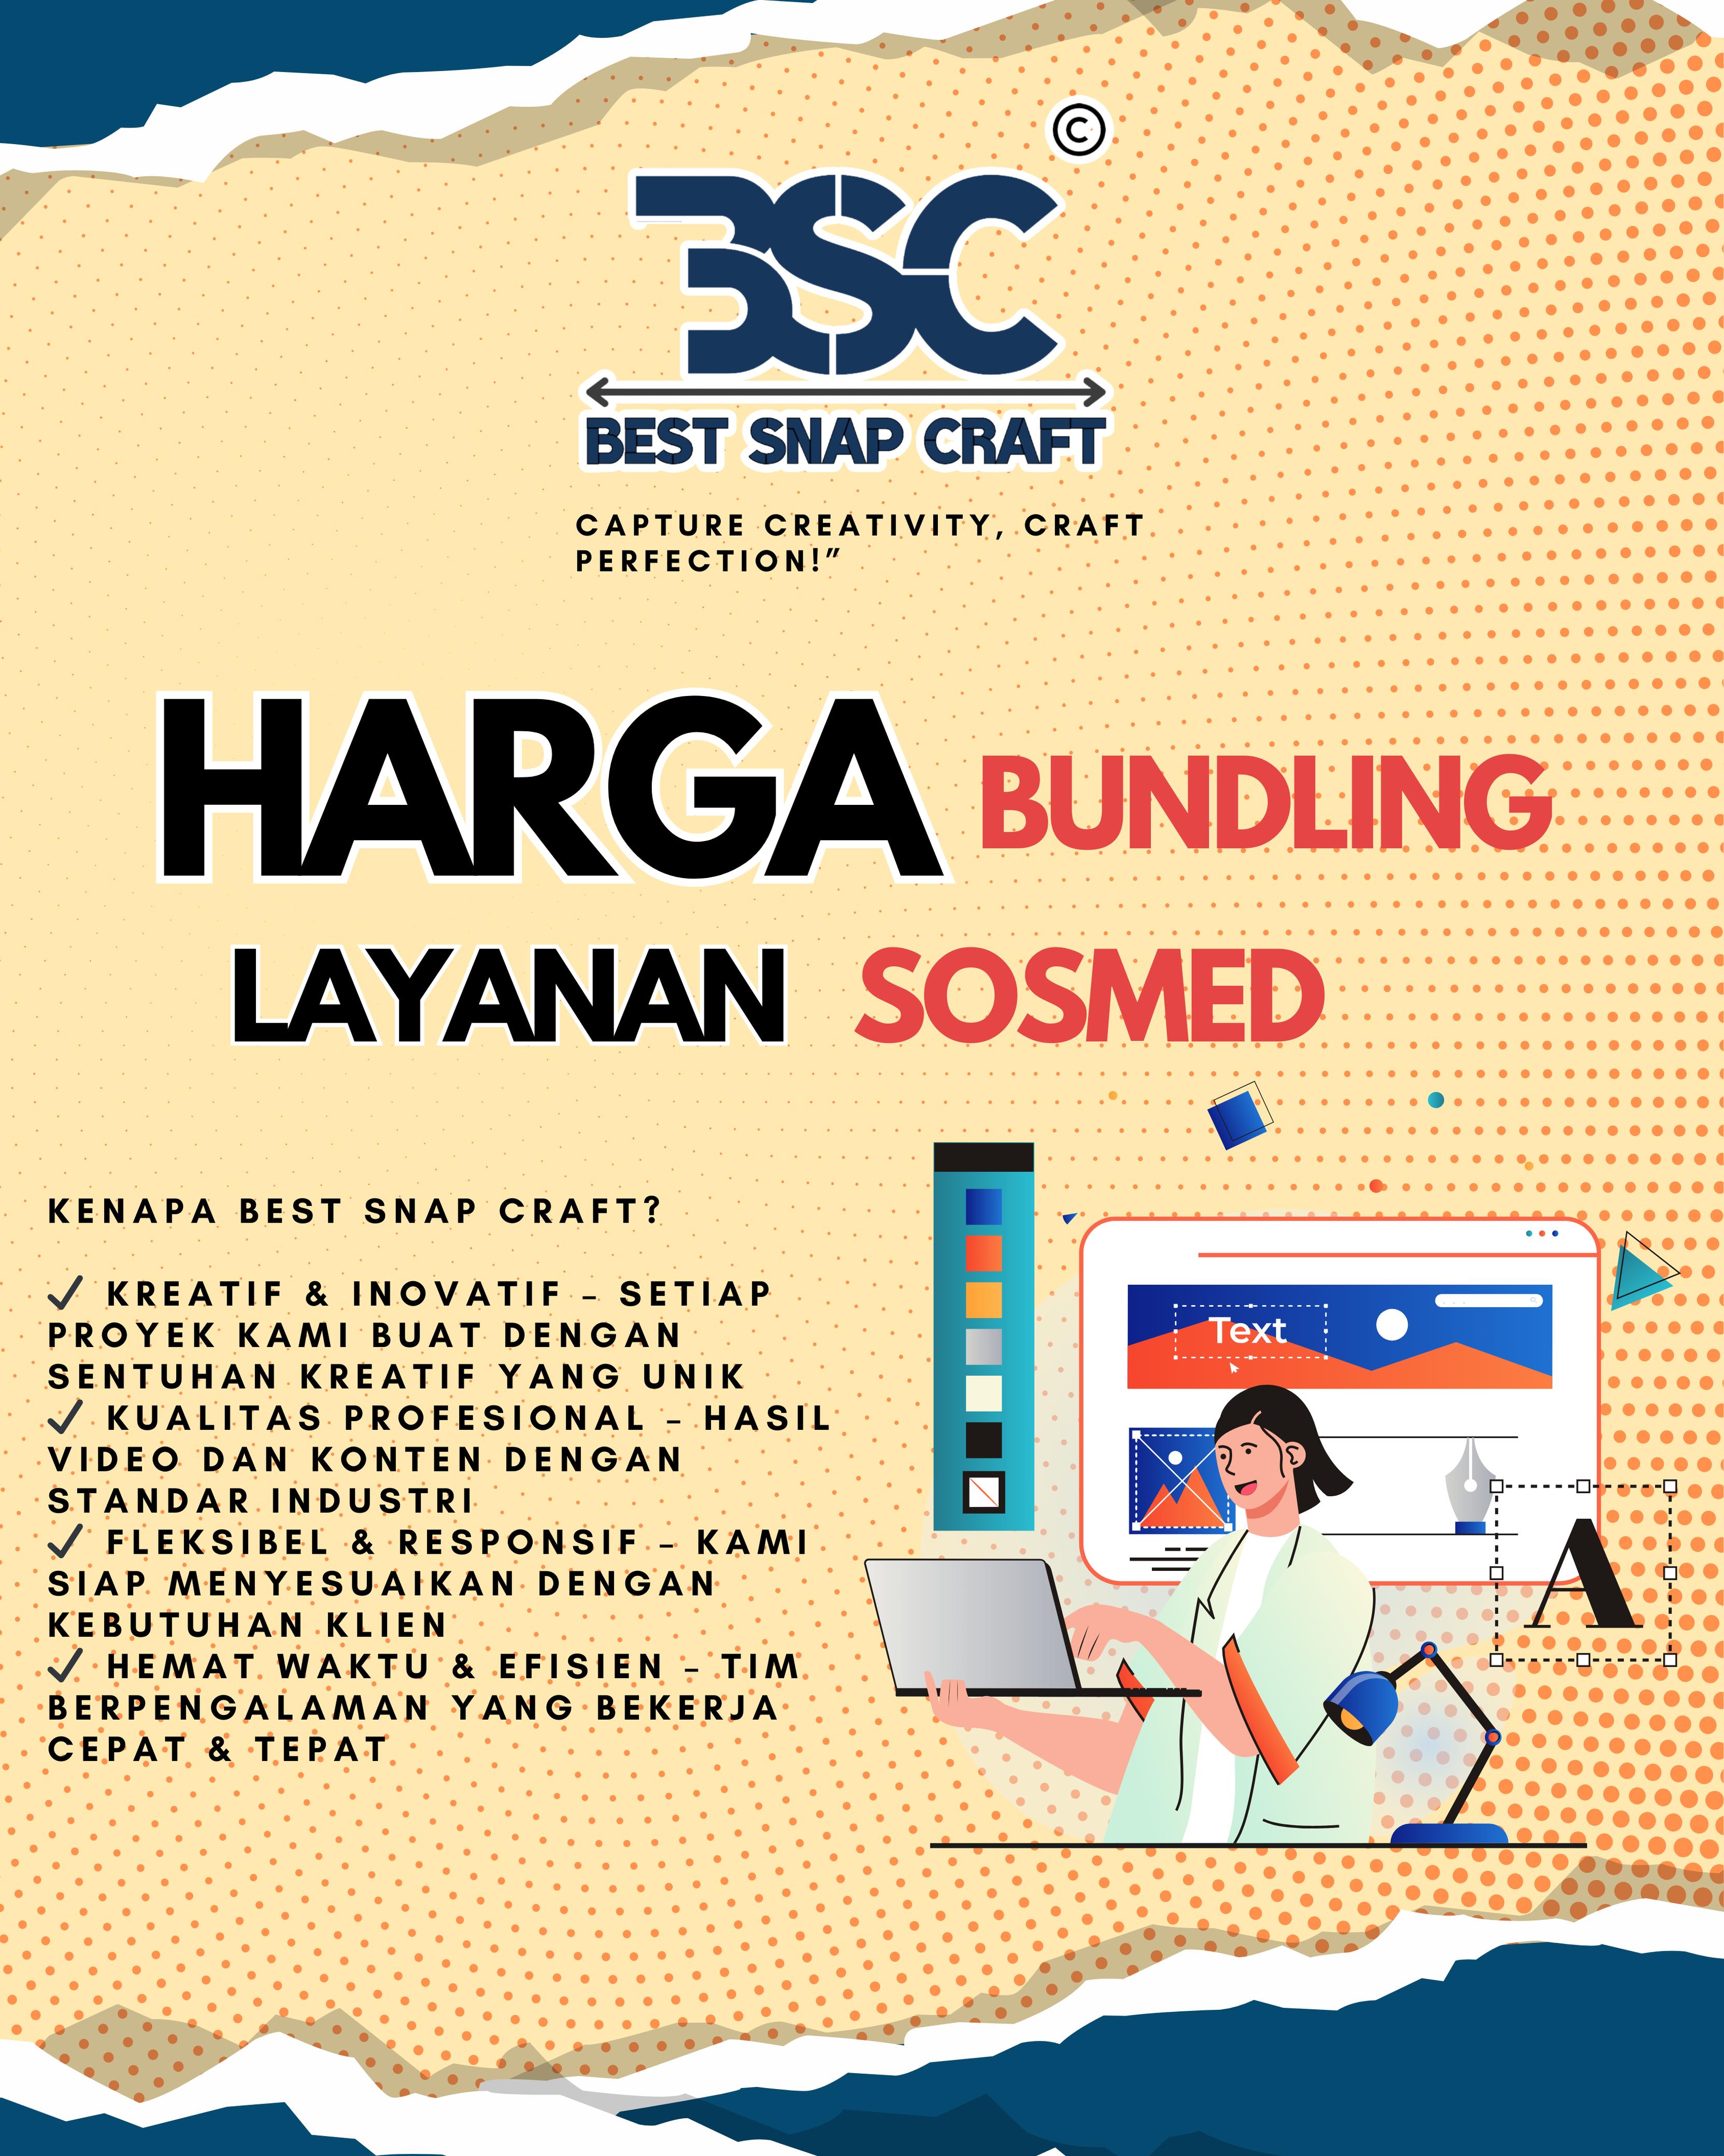 ©
BSC
BEST SNAP CRAFT
CAPTURE CREATIVITY, CRAFT
PERFECTION!”
HARGA BUNDLING
LAYANAN SOSMED
KENAPA BEST SNAP CRAFT?
✓ KREATIF & INOVATIF – SETIAP
PROYEK KAMI BUAT DENGAN
SENTUHAN KREATIF YANG UNIK
✓ KUALITAS PROFESIONAL – HASIL
VIDEO DAN KONTEN DENGAN
STANDAR INDUSTRI
✓ FLEKSIBEL & RESPONSIF – KAMI
SIAP MENYESUAIKAN DENGAN
KEBUTUHAN KLIEN
✓ HEMAT WAKTU & EFISIEN – TIM
BERPENGALAMAN YANG BEKERJA
CEPAT & TEPAT
Text
A